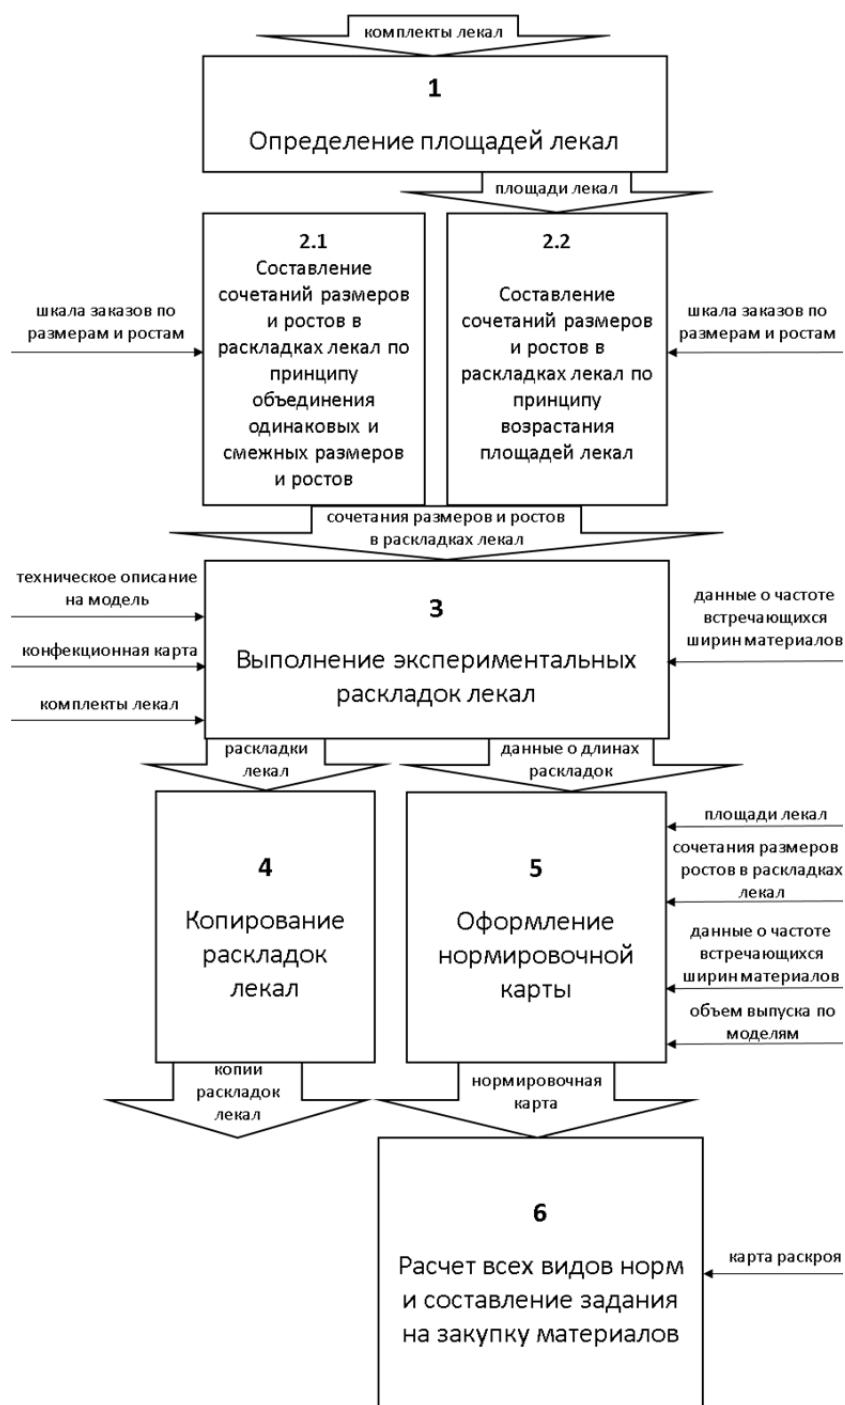 комплекты лекал
1
Определение площадей лекал
площади лекал
2.1
Составление
сочетаний размеров
и ростов в
раскладках лекал по
принципу
объединения
одинаковых и
смежных размеров
и ростов
2.2
Составление
сочетаний размеров
и ростов в
раскладках лекал по
принципу
возрастания
площадей лекал
шкала заказов по
размерам и ростам
шкала заказов по
размерам и ростам
сочетания размеров и ростов
в раскладках лекал
техническое описание
на модель
конфекционная карта
комплекты лекал
3
Выполнение экспериментальных
раскладок лекал
данные о частоте
встречающихся
ширин материалов
раскладки
лекал
данные о длинах
раскладок
4
Копирование
раскладок
лекал
5
Оформление
нормировочной
карты
площади лекал
сочетания размеров
ростов в раскладках
лекал
данные о частоте
встречающихся
ширин материалов
объем выпуска по
моделям
копии
раскладок
лекал
нормировочная
карта
6
Расчет всех видов норм
и составление задания
на закупку материалов
карта раскроя